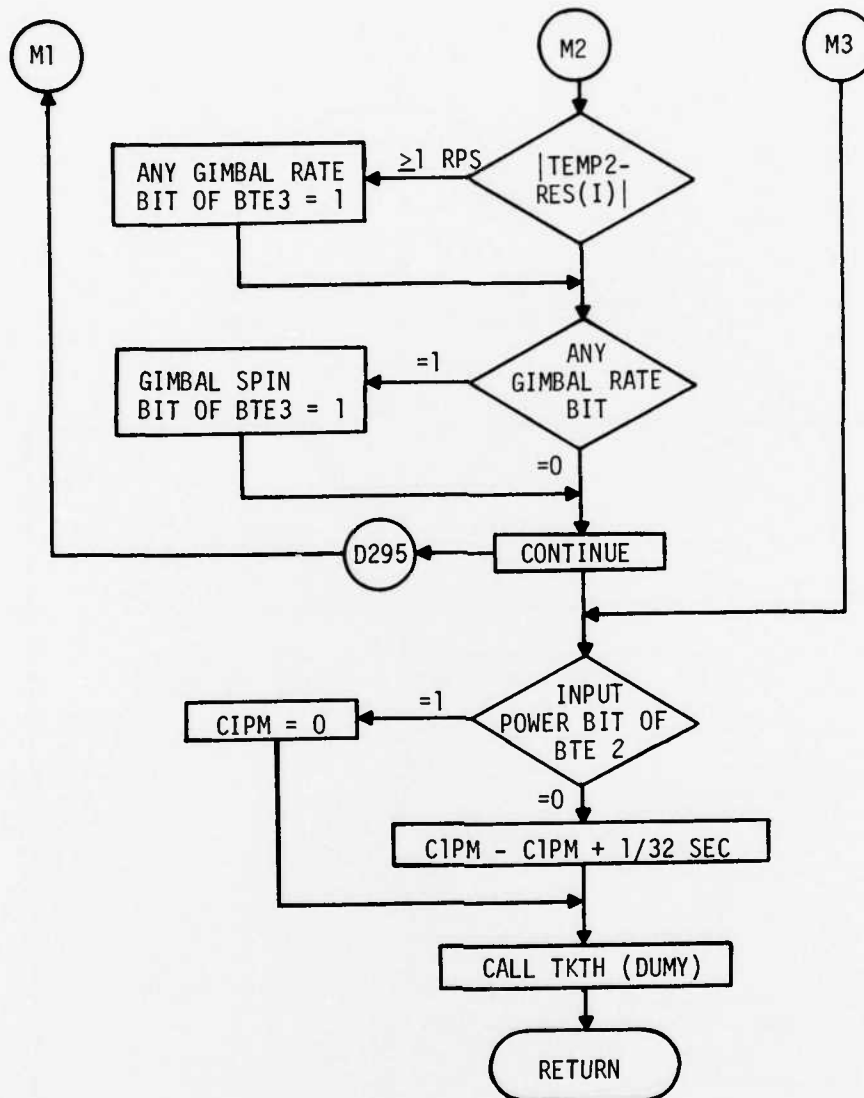 M1
M2
M3
≥1 RPS
|TEMP2-
RES(I)|
ANY GIMBAL RATE
BIT OF BTE3 = 1
=1
ANY
GIMBAL RATE
BIT
GIMBAL SPIN
BIT OF BTE3 = 1
=0
D295
CONTINUE
=1
INPUT
POWER BIT OF
BTE 2
CIPM = 0
=0
C1PM - C1PM + 1/32 SEC
CALL TKTH (DUMY)
RETURN